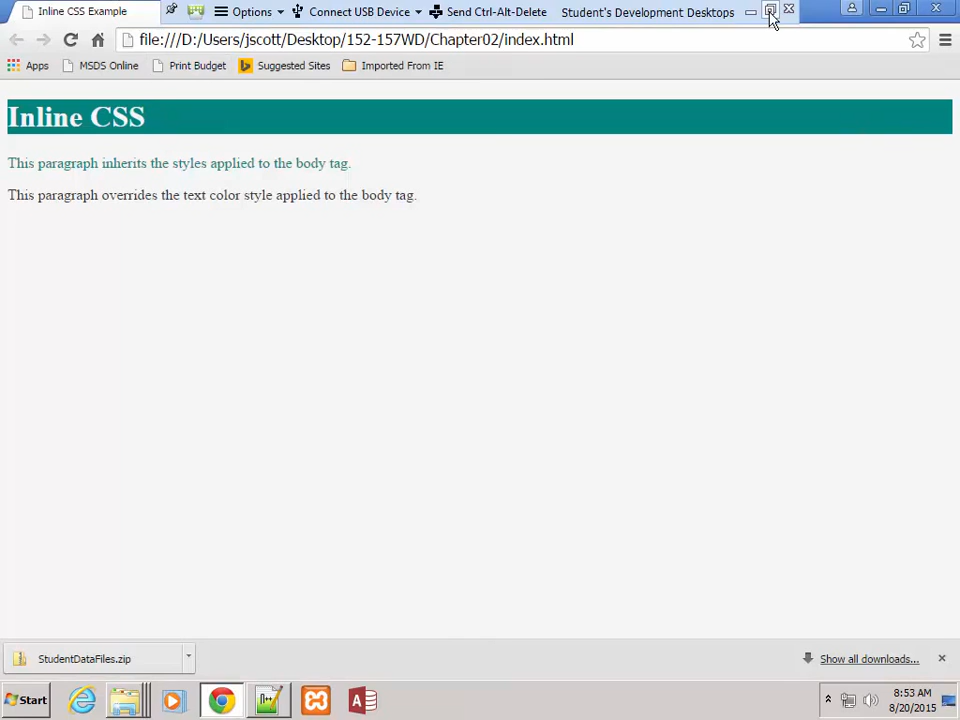 Inline CSS Example
Options
Connect USB Device
Send Ctrl-Alt-Delete
Student's Development Desktops
file:///D:/Users/jscott/Desktop/152-157WD/Chapter02/index.html
Apps
MSDS Online
Print Budget
Suggested Sites
Imported From IE
Inline CSS
This paragraph inherits the styles applied to the body tag.
This paragraph overrides the text color style applied to the body tag.
StudentDataFiles.zip
Show all downloads...
Start
8:53 AM
8/20/2015